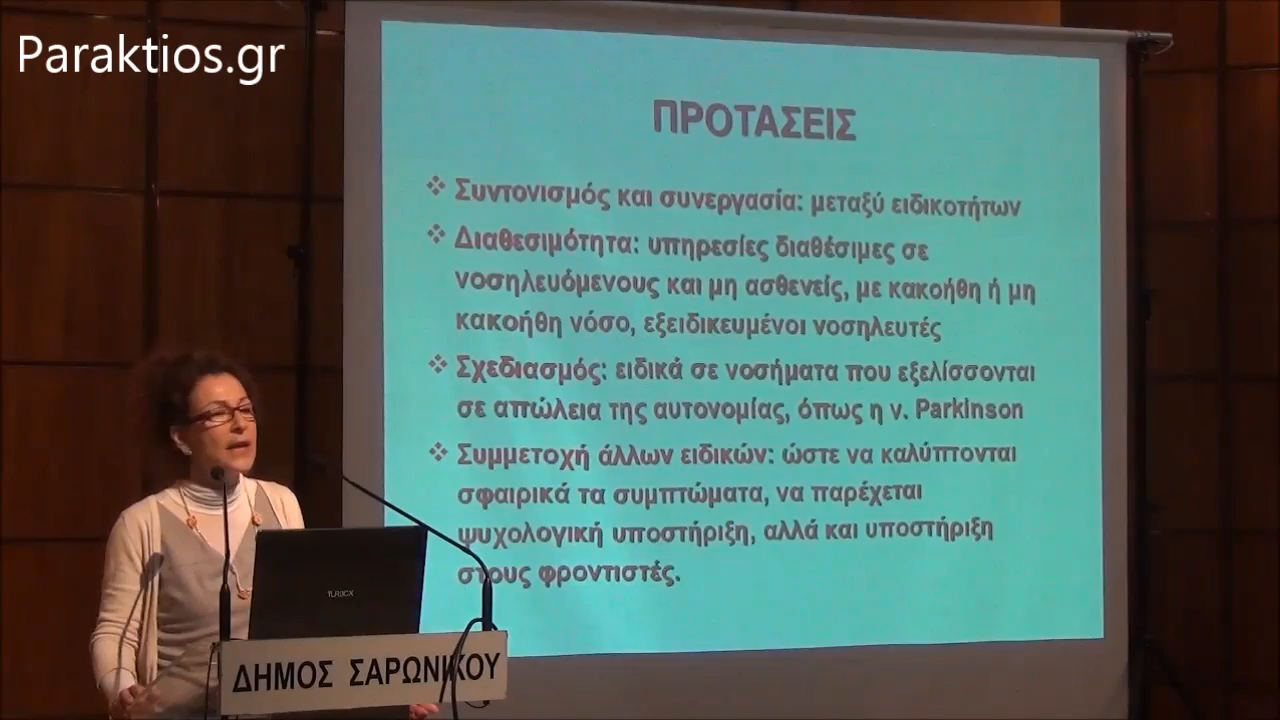 Paraktios.gr
ΠΡΟΤΑΣΕΙΣ
❖ Συντονισμός και συνεργασία: μεταξύ ειδικοτήτων
❖ Διαθεσιμότητα: υπηρεσίες διαθέσιμες σε
νοσηλευόμενους και μη ασθενείς, με κακοήθη ή μη
κακοήθη νόσο, εξειδικευμένοι νοσηλευτές
❖ Σχεδιασμός: ειδικά σε νοσήματα που εξελίσσονται
σε απώλεια της αυτονομίας, όπως η ν. Parkinson
❖ Συμμετοχή άλλων ειδικών: ώστε να καλύπτονται
σφαιρικά τα συμπτώματα, να παρέχεται
ψυχολογική υποστήριξη, αλλά και υποστήριξη
στους φροντιστές.
TURBOX
ΔΗΜΟΣ ΣΑΡΩΝΙΚΟΥ